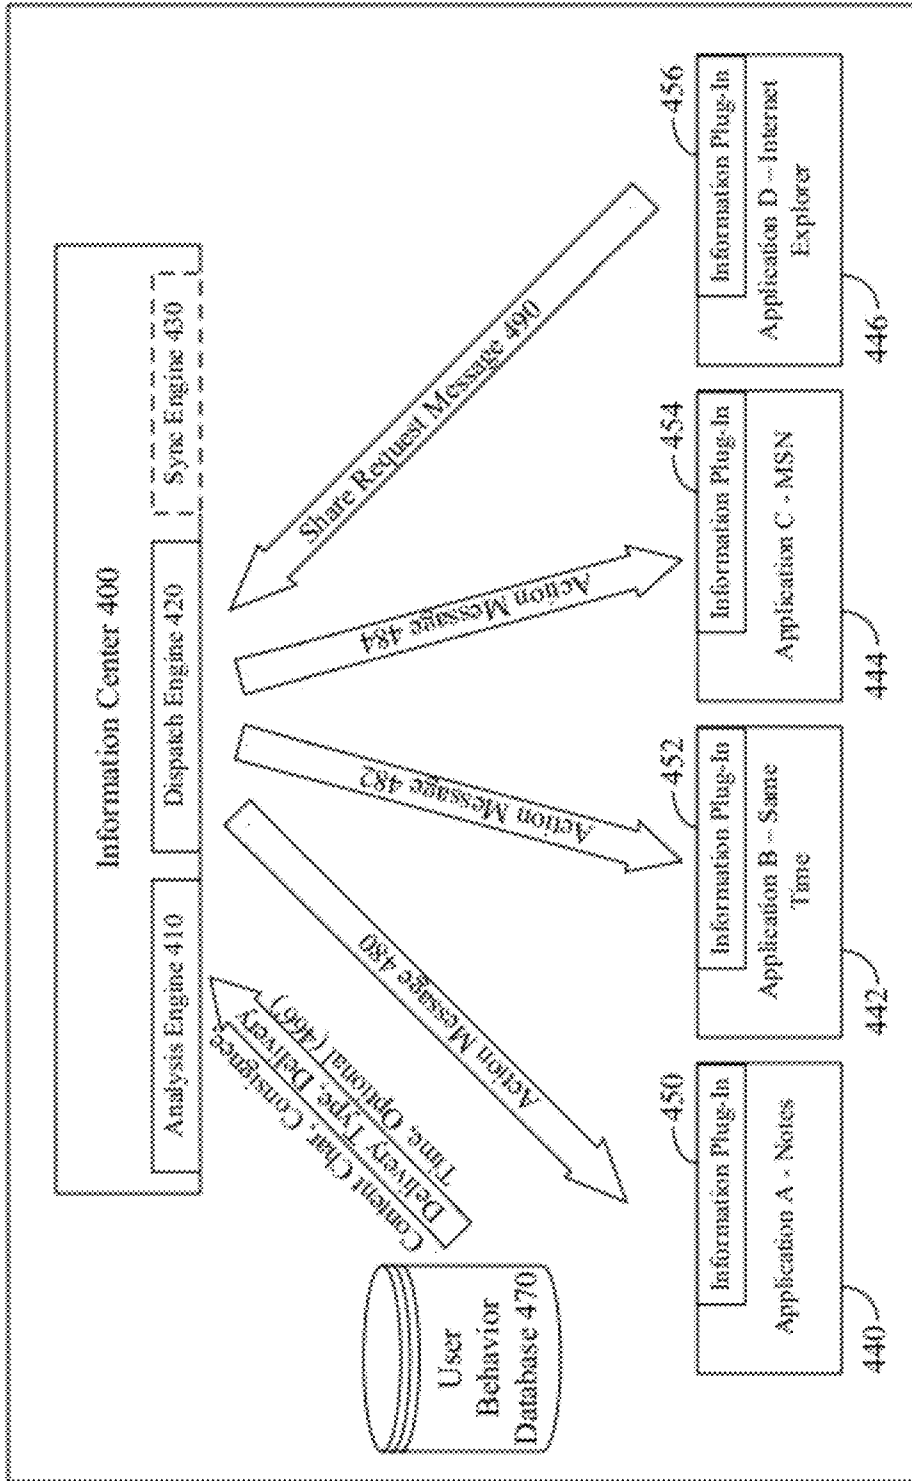 Information Center 400
Analysis Engine 410
Dispatch Engine 420
Sync Engine 430
User
Behavior
Database 470
Content Char, Consignee,
Delivery Type, Delivery
Time, Optional (466')
Action Message 480
Action Message 482
Action Message 484
Share Request Message 490
450
Information Plug-In
Application A - Notes
440
452
Information Plug-In
Application B – Same
Time
442
454
Information Plug-In
Application C - MSN
444
456
Information Plug-In
Application D – Internet
Explorer
446